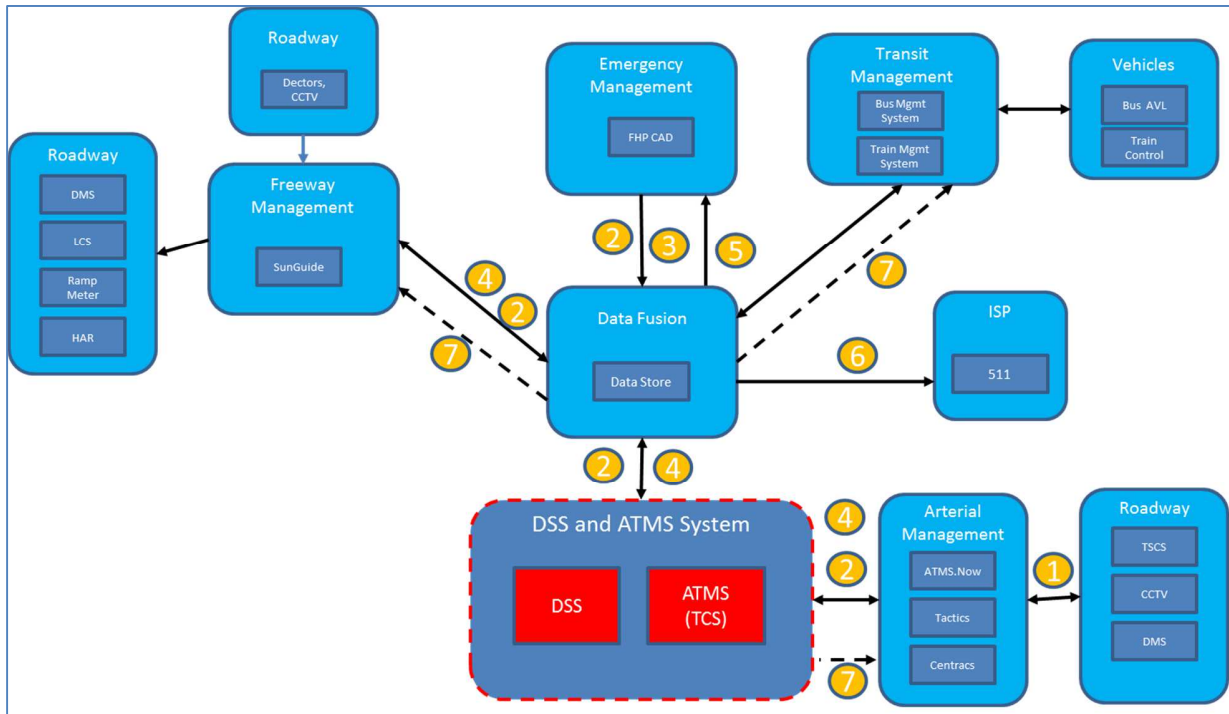 Roadway
Dectors,
CCTV
Emergency
Management
FHP CAD
Transit
Management
Bus Mgmt
System
Train Mgmt
System
Vehicles
Bus AVL
Train
Control
Roadway
DMS
LCS
Ramp
Meter
HAR
Freeway
Management
SunGuide
2
3
5
4
2
7
7
Data Fusion
Data Store
6
ISP
511
2
4
DSS and ATMS System
DSS
ATMS
(TCS)
4
2
7
Arterial
Management
ATMS.Now
Tactics
Centracs
1
Roadway
TSCS
CCTV
DMS